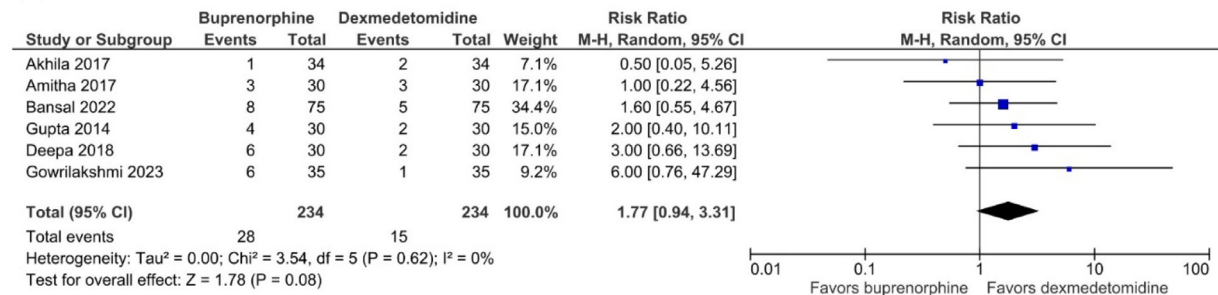 Buprenorphine Dexmedetomidine Risk Ratio Risk Ratio
Study or Subgroup Events Total Events Total Weight M-H, Random, 95% CI M-H, Random, 95% CI
Akhila 2017 1 34 2 34 7.1% 0.50 [0.05, 5.26]
Amitha 2017 3 30 3 30 17.1% 1.00 [0.22, 4.56]
Bansal 2022 8 75 5 75 34.4% 1.60 [0.55, 4.67]
Gupta 2014 4 30 2 30 15.0% 2.00 [0.40, 10.11]
Deepa 2018 6 30 2 30 17.1% 3.00 [0.66, 13.69]
Gowrilakshmi 2023 6 35 1 35 9.2% 6.00 [0.76, 47.29]
Total (95% CI) 234 234 100.0% 1.77 [0.94, 3.31]
Total events 28 15
Heterogeneity: Tau² = 0.00; Chi² = 3.54, df = 5 (P = 0.62); I² = 0%
Test for overall effect: Z = 1.78 (P = 0.08)
0.01 0.1 1 10 100
Favors buprenorphine Favors dexmedetomidine